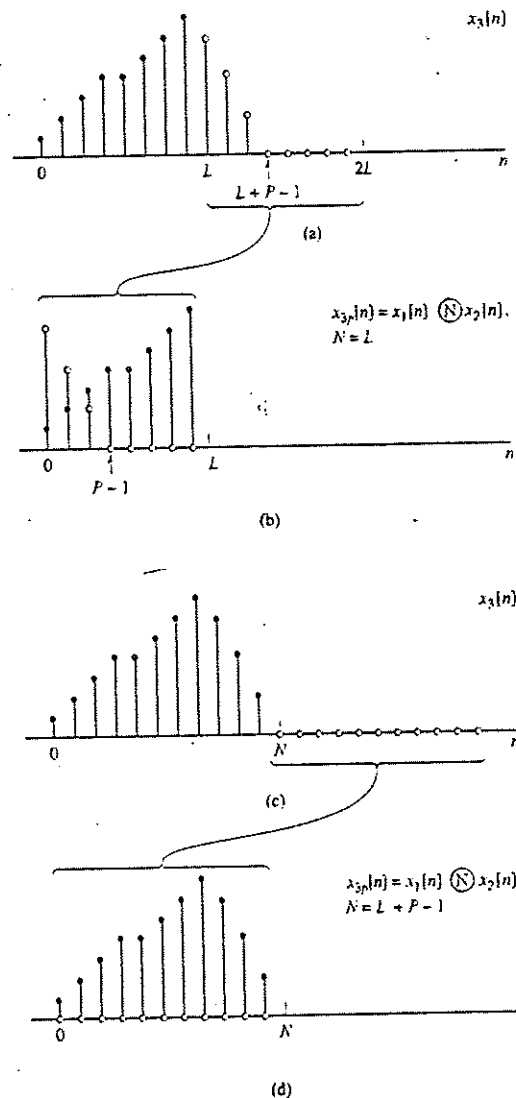 x₃[n]
0 L 2L n
L + P − 1
(a)
x₃ₚ[n] = x₁[n] Ⓝ x₂[n],
N = L
0 L n
P − 1
(b)
x₃[n]
0 N n
(c)
x₃ₚ[n] = x₁[n] Ⓝ x₂[n]
N = L + P − 1
0 N
(d)